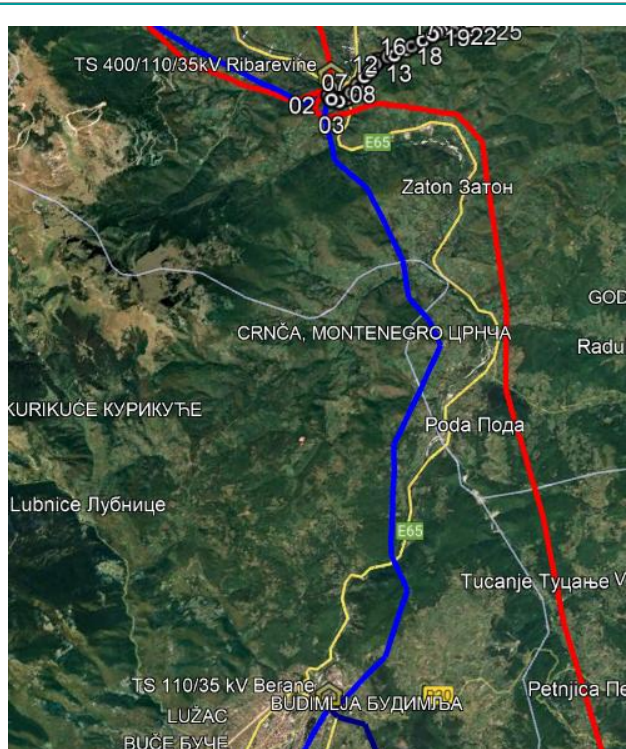 16
19 22 25
18
13
12
TS 400/110/35kV Ribarevine
07
08
02
03
E65
Zaton Затон
GOD
CRNČA, MONTENEGRO ЦРНЧА
Radu
KURIKUĆE КУРИКУЋЕ
Poda Пода
Lubnice Лубнице
E65
Tucanje Туцање V
TS 110/35 kV Berane
Petnjica Пе
BUDIMLJA БУДИМЉА
LUŽAC
BUČE БУЧЕ